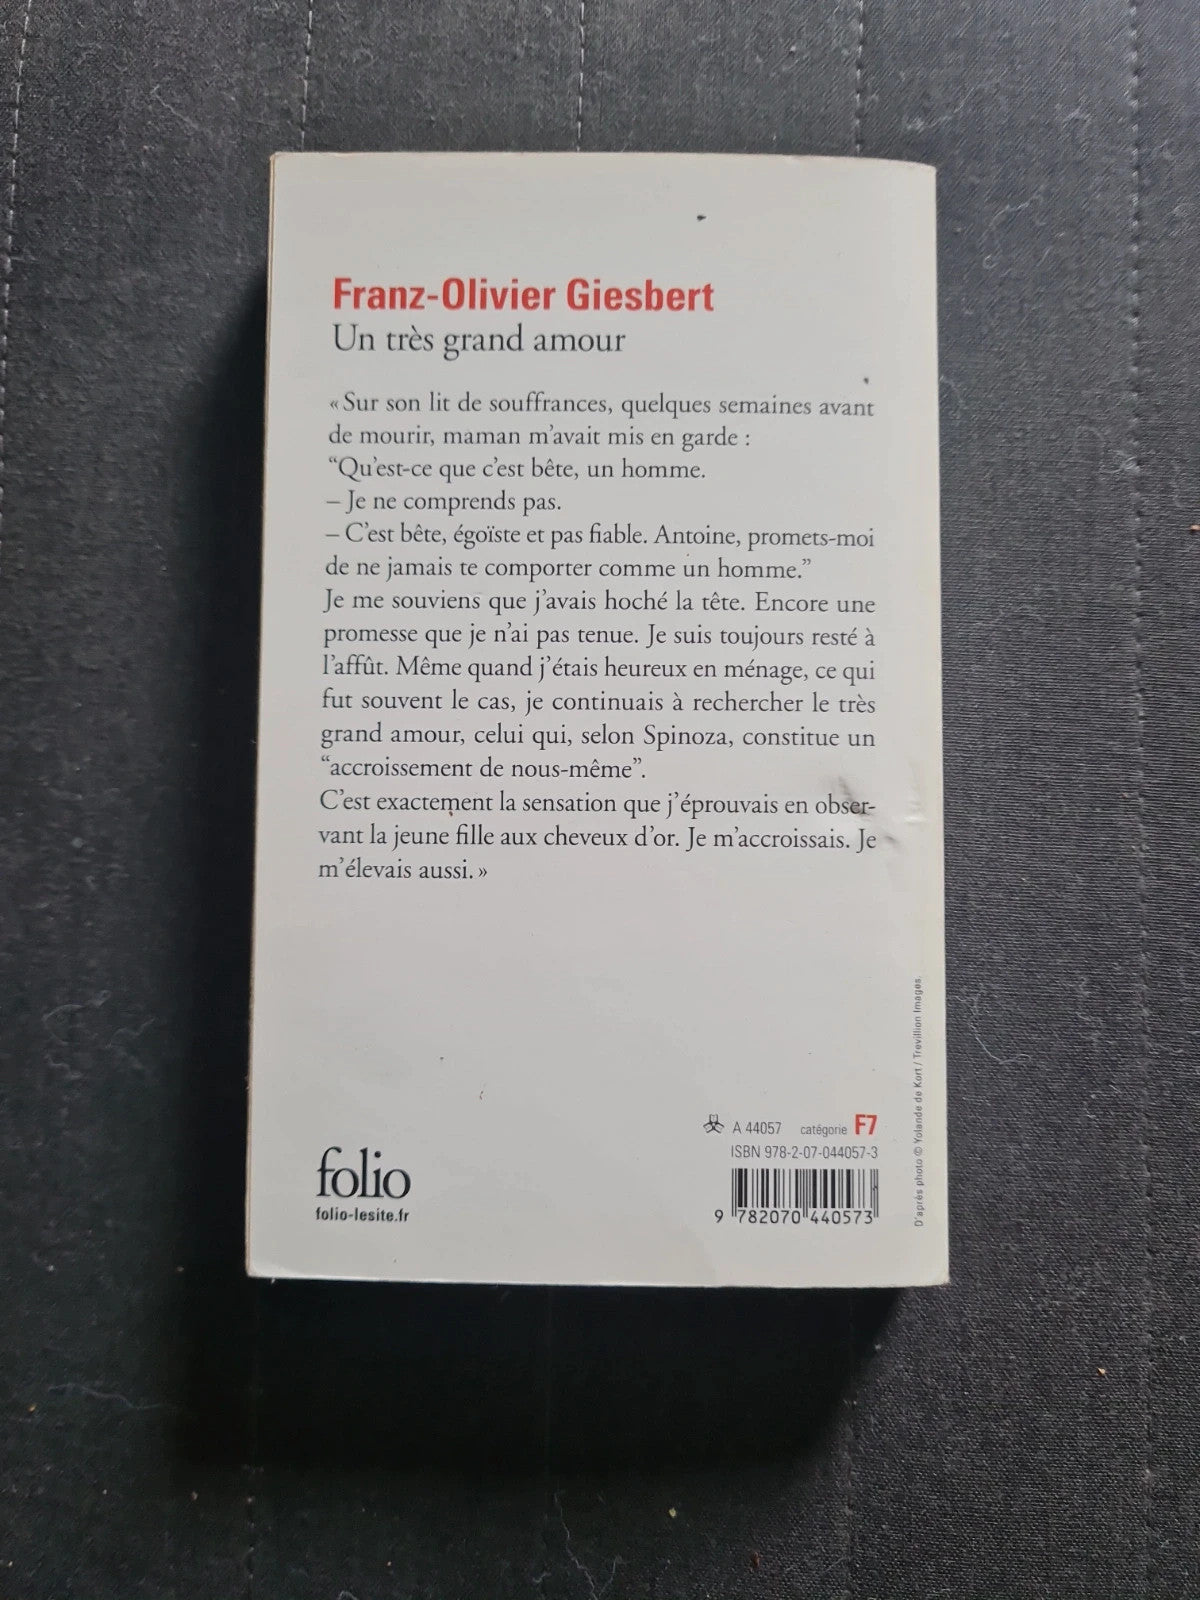 Franz-Olivier Giesbert
Un très grand amour
« Sur son lit de souffrances, quelques semaines avant
de mourir, maman m'avait mis en garde :
“Qu'est-ce que c'est bête, un homme.
– Je ne comprends pas.
– C'est bête, égoïste et pas fiable. Antoine, promets-moi
de ne jamais te comporter comme un homme.”
Je me souviens que j'avais hoché la tête. Encore une
promesse que je n'ai pas tenue. Je suis toujours resté à
l'affût. Même quand j'étais heureux en ménage, ce qui
fut souvent le cas, je continuais à rechercher le très
grand amour, celui qui, selon Spinoza, constitue un
“accroissement de nous-même”.
C'est exactement la sensation que j'éprouvais en obser-
vant la jeune fille aux cheveux d'or. Je m'accroissais. Je
m'élevais aussi. »
folio
folio-lesite.fr
A 44057 catégorie F7
ISBN 978-2-07-044057-3
9 782070 440573
D'après photo © Yolande de Kort / Trevillion Images.